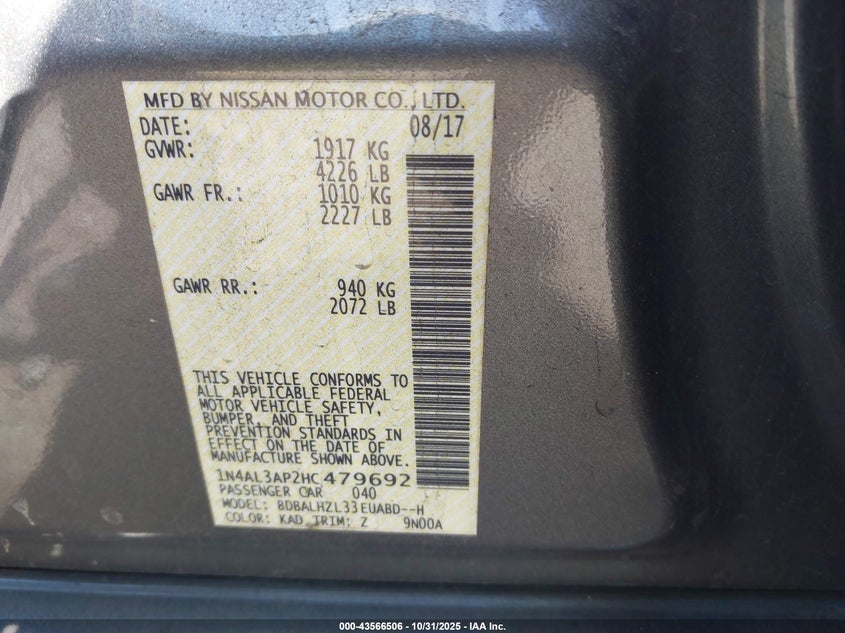 MFD BY NISSAN MOTOR CO., LTD.
DATE: 08/17
GVWR: 1917 KG
4226 LB
GAWR FR.: 1010 KG
2227 LB
GAWR RR.: 940 KG
2072 LB
THIS VEHICLE CONFORMS TO
ALL APPLICABLE FEDERAL
MOTOR VEHICLE SAFETY,
BUMPER, AND THEFT
PREVENTION STANDARDS IN
EFFECT ON THE DATE OF
MANUFACTURE SHOWN ABOVE.
1N4AL3AP2HC479692
PASSENGER CAR 040
MODEL: BDBALHZL33EUABD--H
COLOR: KAD TRIM: Z 9N00A
000-43566506 - 10/31/2025 - IAA Inc.